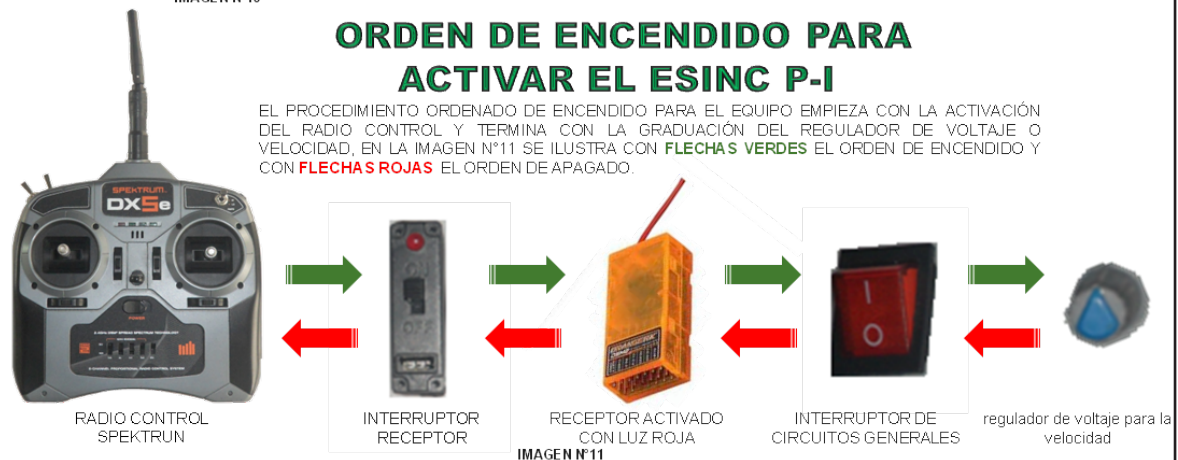 IMAGEN N°10
ORDEN DE ENCENDIDO PARA
ACTIVAR EL ESINC P-I
EL PROCEDIMIENTO ORDENADO DE ENCENDIDO PARA EL EQUIPO EMPIEZA CON LA ACTIVACIÓN
DEL RADIO CONTROL Y TERMINA CON LA GRADUACIÓN DEL REGULADOR DE VOLTAJE O
VELOCIDAD, EN LA IMAGEN N°11 SE ILUSTRA CON FLECHAS VERDES EL ORDEN DE ENCENDIDO Y
CON FLECHAS ROJAS EL ORDEN DE APAGADO.
SPEKTRUM
DX5e
POWER
ON
OFF
I
O
RADIO CONTROL
SPEKTRUN
INTERRUPTOR
RECEPTOR
RECEPTOR ACTIVADO
CON LUZ ROJA
INTERRUPTOR DE
CIRCUITOS GENERALES
regulador de voltaje para la
velocidad
IMAGEN N°11